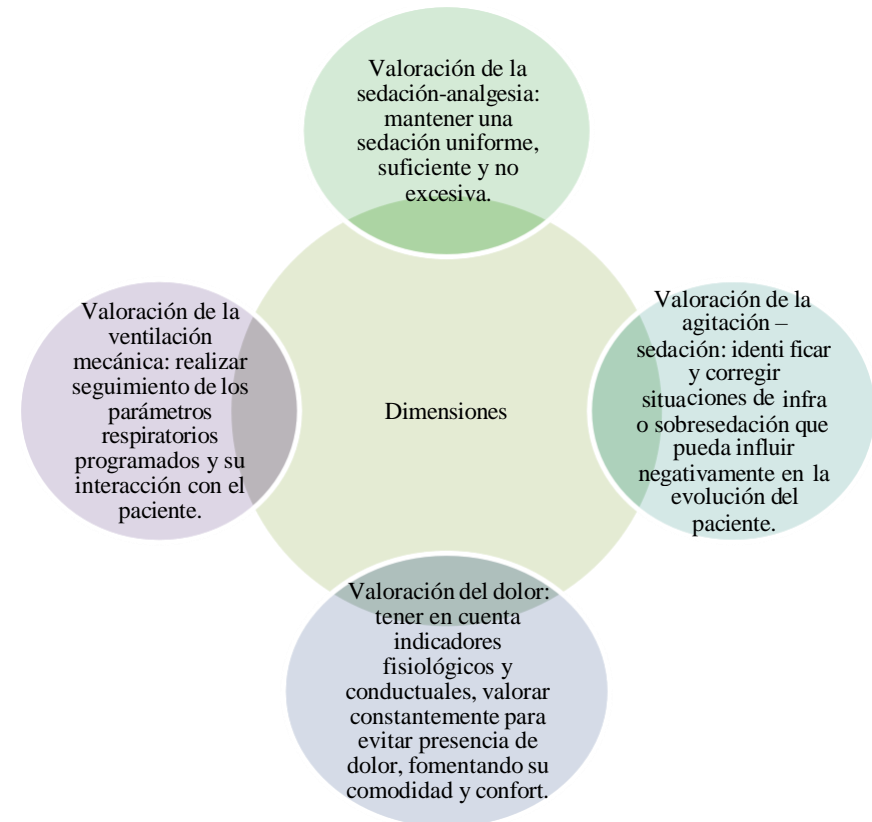 Valoración de la
sedación-analgesia:
mantener una
sedación uniforme,
suficiente y no
excesiva.
Valoración de la
ventilación
mecánica: realizar
seguimiento de los
parámetros
respiratorios
programados y su
interacción con el
paciente.
Dimensiones
Valoración de la
agitación –
sedación: identi ficar
y corregir
situaciones de infra
o sobresedación que
pueda influir
negativamente en la
evolución del
paciente.
Valoración del dolor:
tener en cuenta
indicadores
fisiológicos y
conductuales, valorar
constantemente para
evitar presencia de
dolor, fomentando su
comodidad y confort.